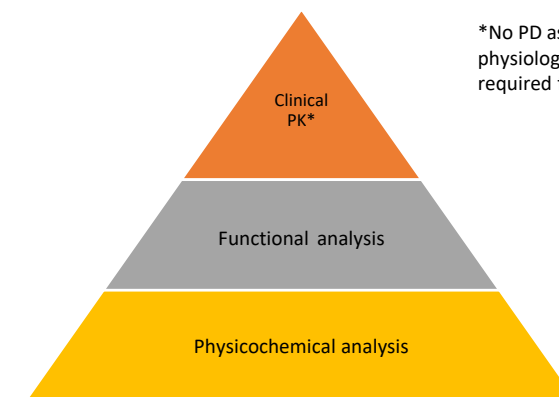 *No PD as
physiolog
required
Clinical
PK*
Functional analysis
Physicochemical analysis